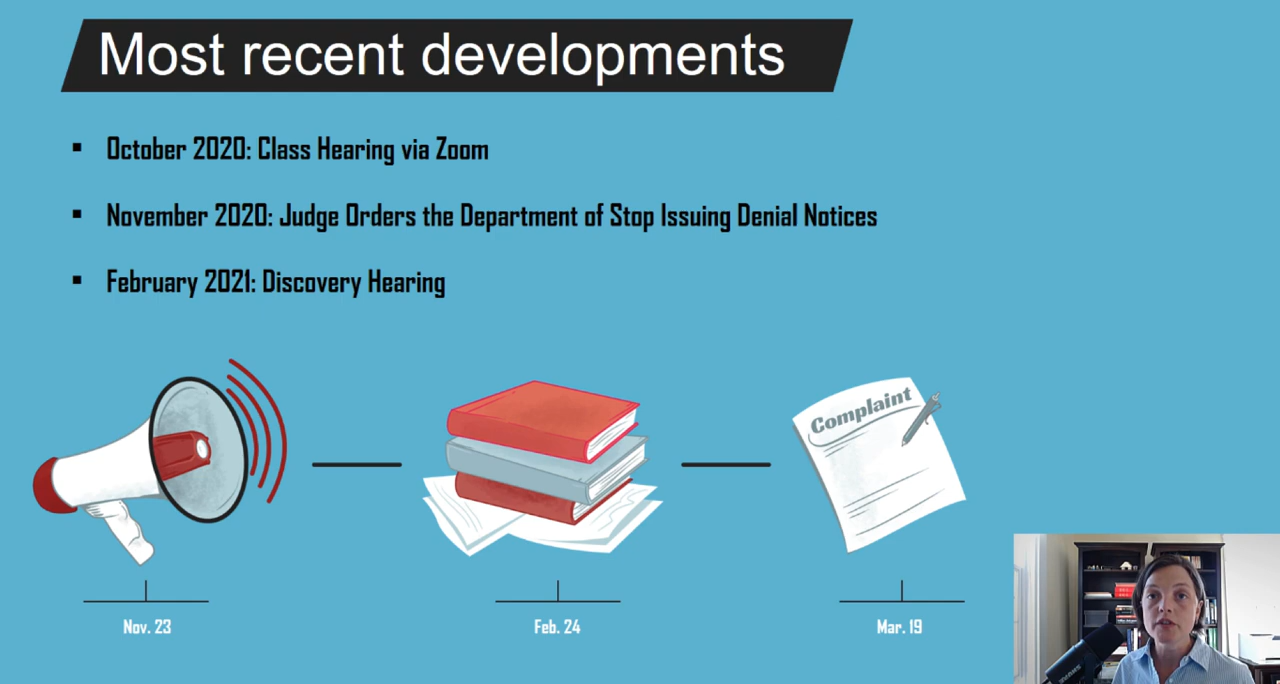 Most recent developments
▪ October 2020: Class Hearing via Zoom
▪ November 2020: Judge Orders the Department of Stop Issuing Denial Notices
▪ February 2021: Discovery Hearing
Complaint
Nov. 23
Feb. 24
Mar. 19